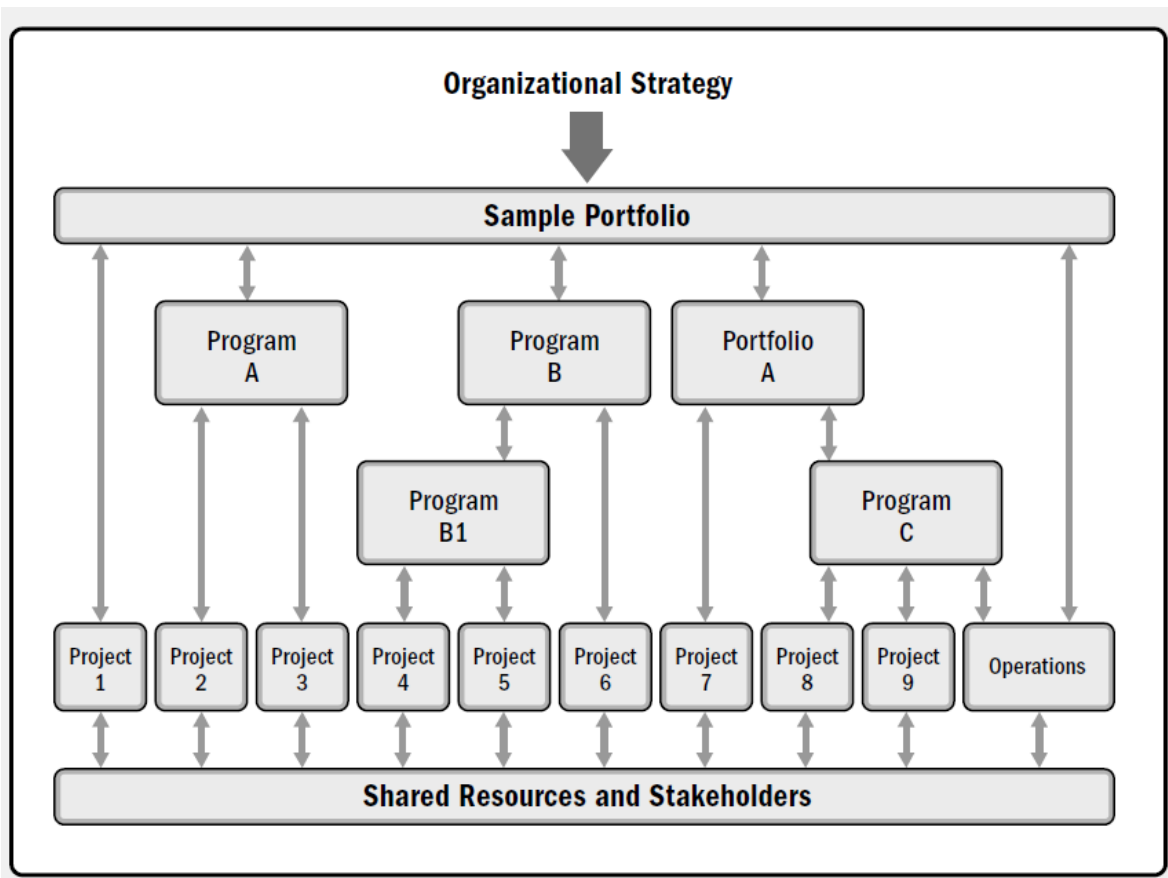 Organizational Strategy
Sample Portfolio
Program
A
Program
B
Portfolio
A
Program
B1
Program
C
Project
1
Project
2
Project
3
Project
4
Project
5
Project
6
Project
7
Project
8
Project
9
Operations
Shared Resources and Stakeholders